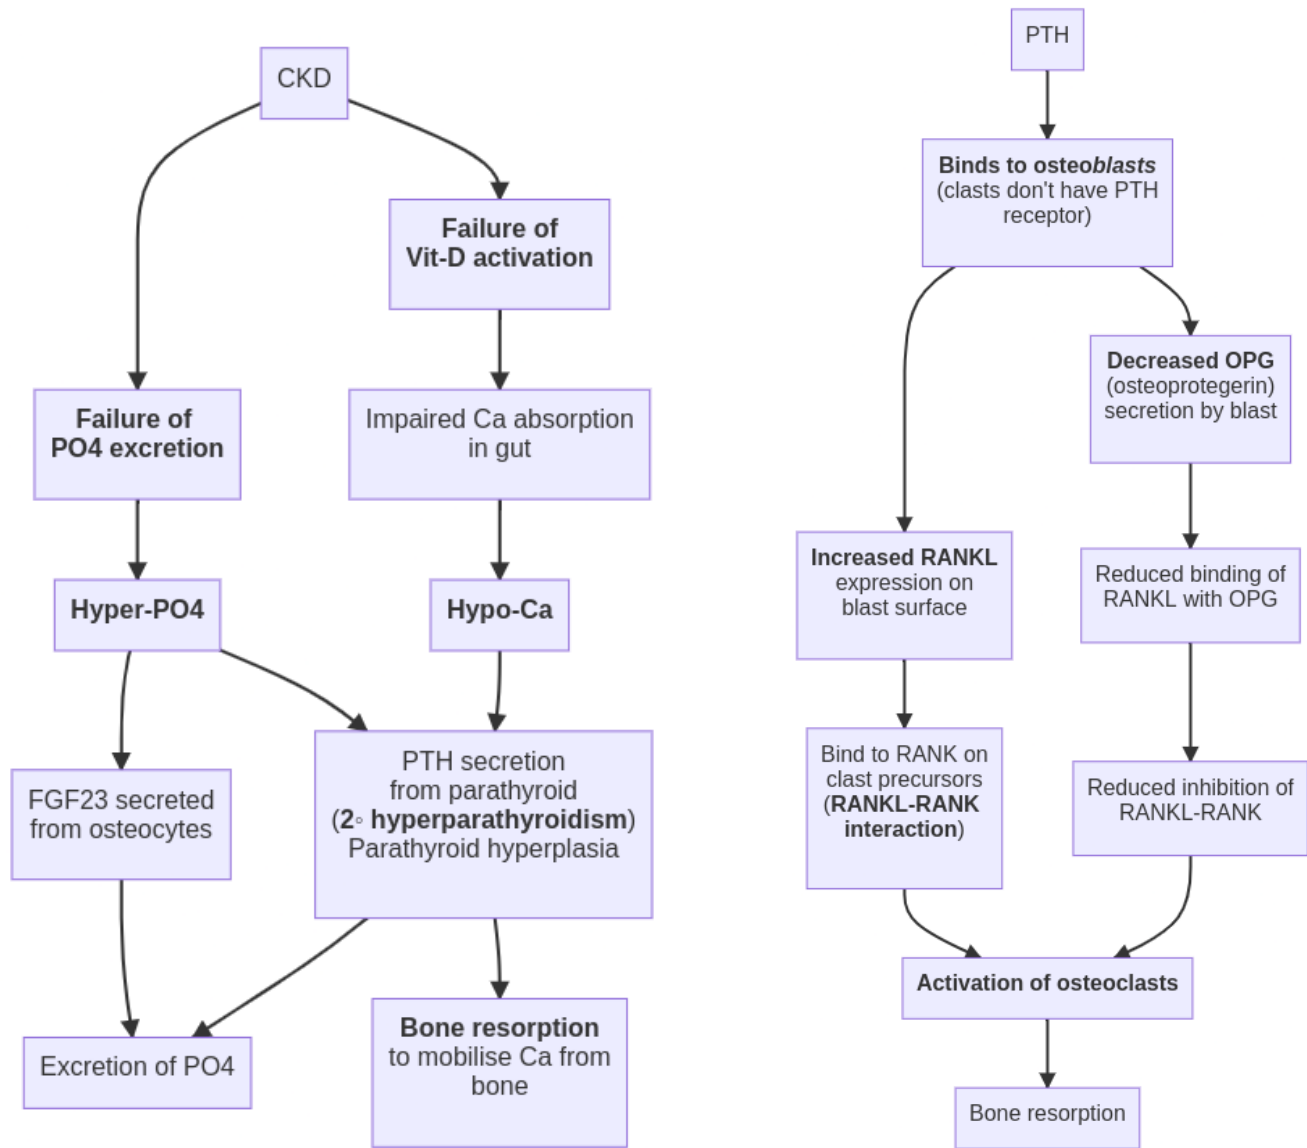 CKD
Failure of
Vit-D activation
Failure of
PO4 excretion
Impaired Ca absorption
in gut
Hyper-PO4
Hypo-Ca
FGF23 secreted
from osteocytes
PTH secretion
from parathyroid
(2◦ hyperparathyroidism)
Parathyroid hyperplasia
Excretion of PO4
Bone resorption
to mobilise Ca from
bone
PTH
Binds to osteoblasts
(clasts don't have PTH
receptor)
Decreased OPG
(osteoprotegerin)
secretion by blast
Increased RANKL
expression on
blast surface
Reduced binding of
RANKL with OPG
Bind to RANK on
clast precursors
(RANKL-RANK
interaction)
Reduced inhibition of
RANKL-RANK
Activation of osteoclasts
Bone resorption